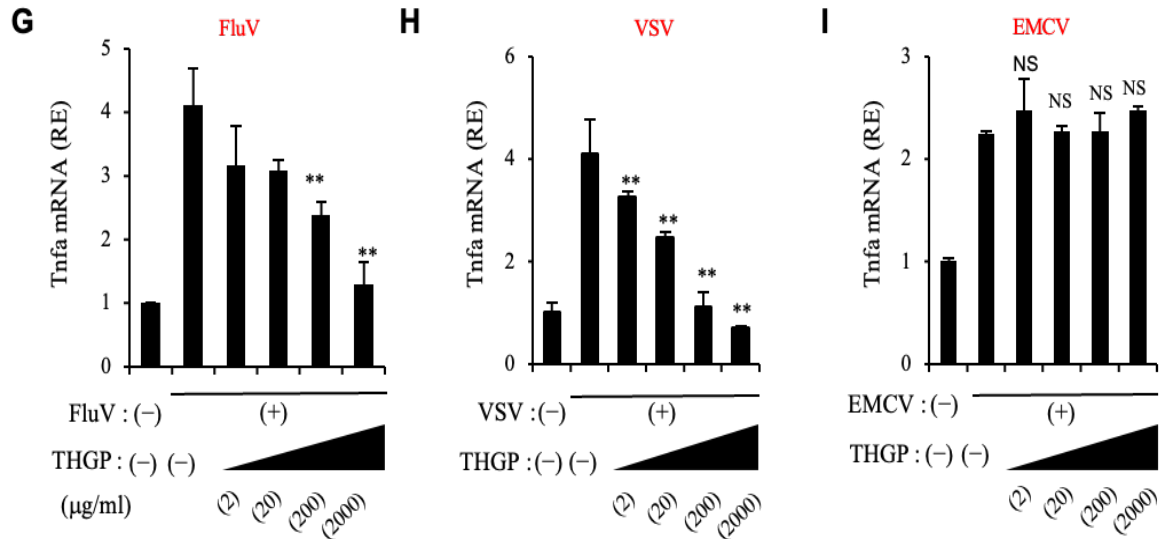 G
FluV
Tnfa mRNA (RE)
5
4
3
2
1
0
**
**
FluV : (−)
(+)
THGP : (−) (−)
(μg/ml)
(2)
(20)
(200)
(2000)
H
VSV
Tnfa mRNA (RE)
6
4
2
0
**
**
**
**
VSV : (−)
(+)
THGP : (−) (−)
(2)
(20)
(200)
(2000)
I
EMCV
Tnfa mRNA (RE)
3
2
1
0
NS
NS
NS
NS
EMCV : (−)
(+)
THGP : (−) (−)
(2)
(20)
(200)
(2000)